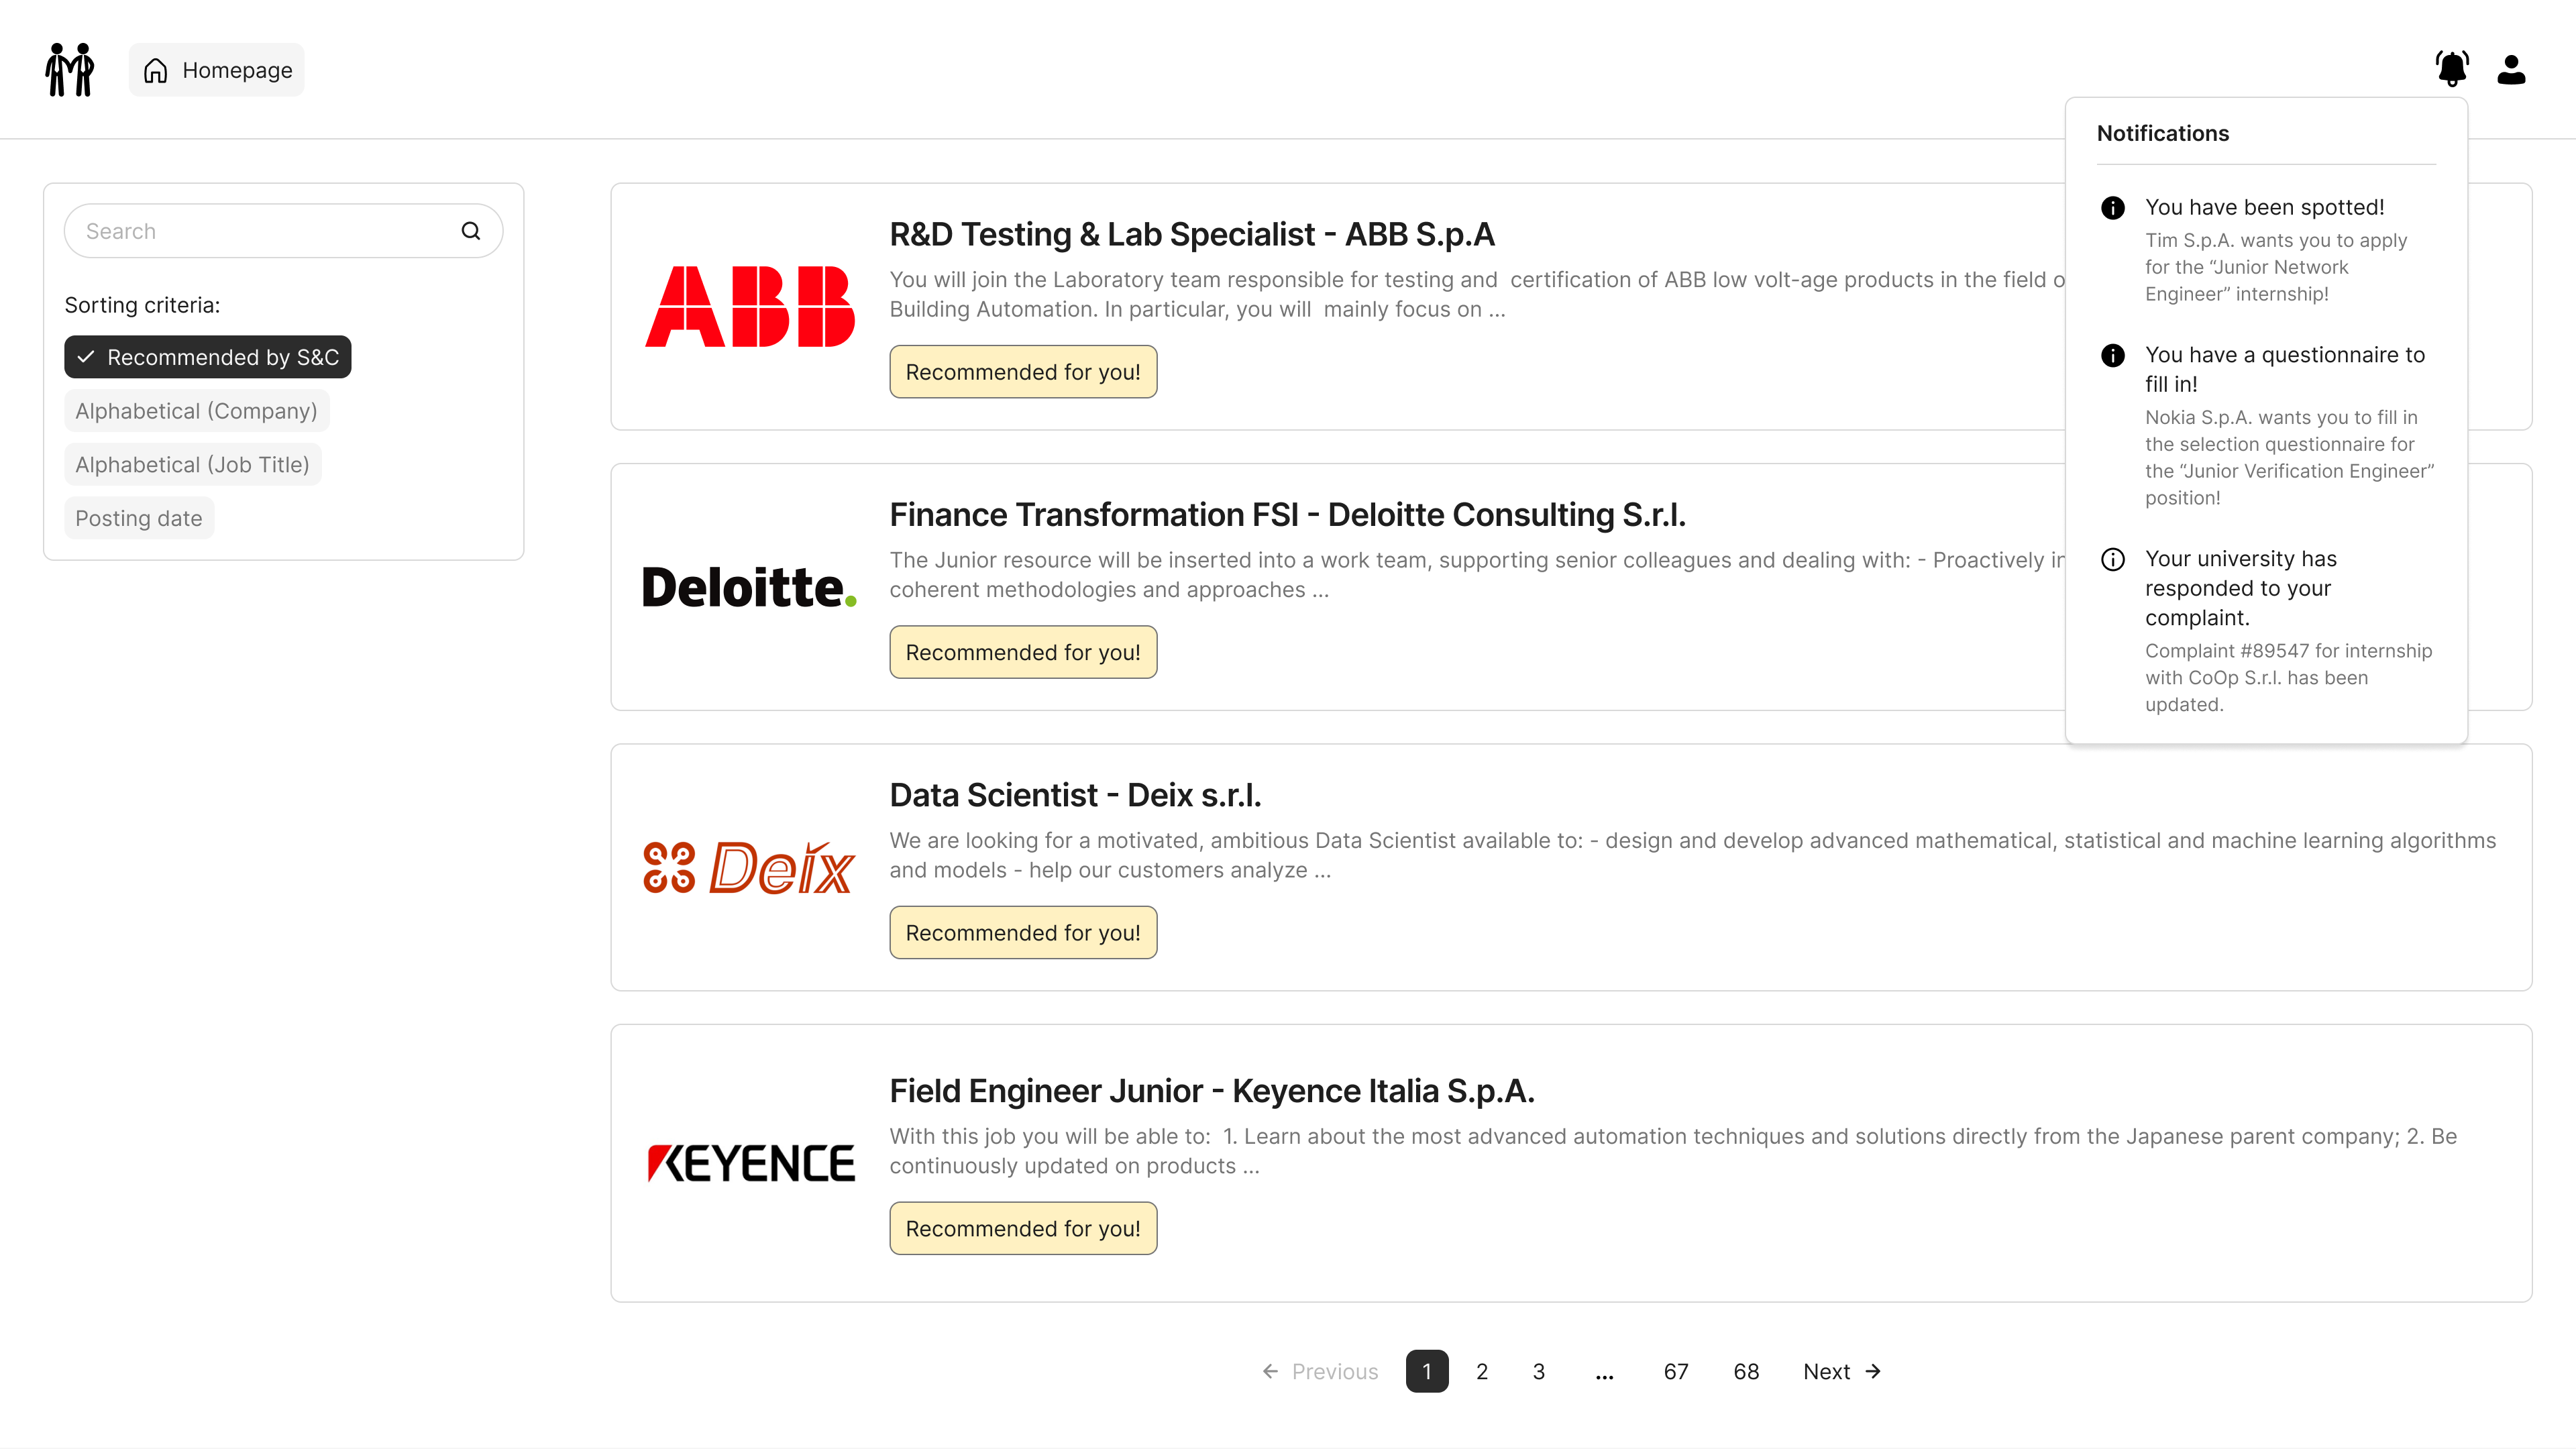 Homepage
Search
Sorting criteria:
Recommended by S&C
Alphabetical (Company)
Alphabetical (Job Title)
Posting date
ABB
R&D Testing & Lab Specialist - ABB S.p.A
You will join the Laboratory team responsible for testing and  certification of ABB low volt-age products in the field o
Building Automation. In particular, you will  mainly focus on ...
Recommended for you!
Deloitte.
Finance Transformation FSI - Deloitte Consulting S.r.l.
The Junior resource will be inserted into a work team, supporting senior colleagues and dealing with: - Proactively in
coherent methodologies and approaches ...
Recommended for you!
Deix
Data Scientist - Deix s.r.l.
We are looking for a motivated, ambitious Data Scientist available to: - design and develop advanced mathematical, statistical and machine learning algorithms
and models - help our customers analyze ...
Recommended for you!
KEYENCE
Field Engineer Junior - Keyence Italia S.p.A.
With this job you will be able to:  1. Learn about the most advanced automation techniques and solutions directly from the Japanese parent company; 2. Be
continuously updated on products ...
Recommended for you!
Notifications
You have been spotted!
Tim S.p.A. wants you to apply
for the “Junior Network
Engineer” internship!
You have a questionnaire to
fill in!
Nokia S.p.A. wants you to fill in
the selection questionnaire for
the “Junior Verification Engineer”
position!
Your university has
responded to your
complaint.
Complaint #89547 for internship
with CoOp S.r.l. has been
updated.
← Previous 1 2 3 ... 67 68 Next →